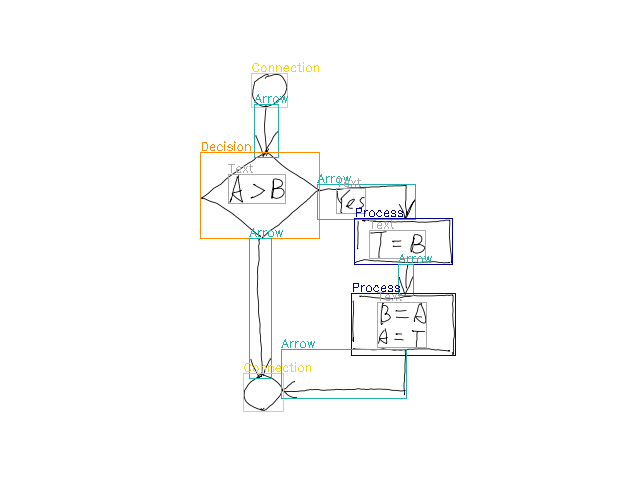 Connection
Arrow
Decision
Text
A > B
Arrow
Text
Yes
Process
Text
T = B
Arrow
Arrow
Process
Text
B = A
A = T
Arrow
Connection